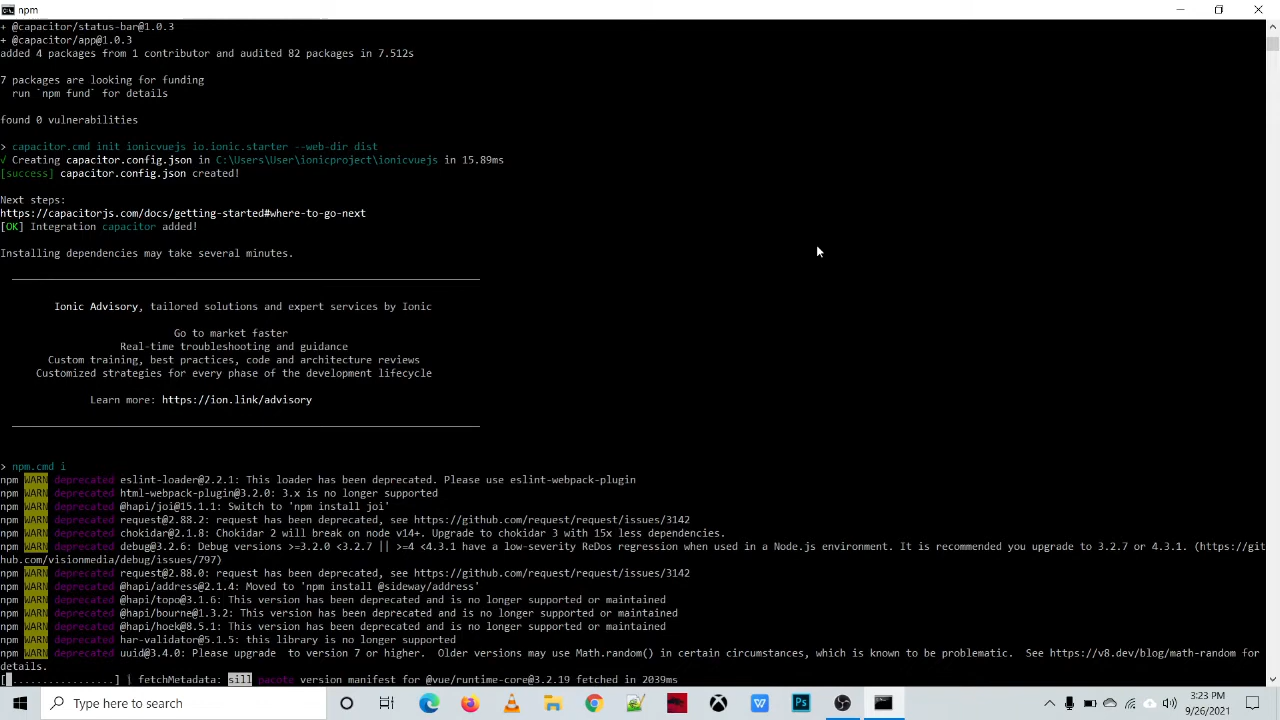 npm
+ @capacitor/status-bar@1.0.3
+ @capacitor/app@1.0.3
added 4 packages from 1 contributor and audited 82 packages in 7.512s
7 packages are looking for funding
run `npm fund` for details
found 0 vulnerabilities
> capacitor.cmd init ionicvuejs io.ionic.starter --web-dir dist
√ Creating capacitor.config.json in C:\Users\User\ionicproject\ionicvuejs in 15.89ms
[success] capacitor.config.json created!
Next steps:
https://capacitorjs.com/docs/getting-started#where-to-go-next
[OK] Integration capacitor added!
Installing dependencies may take several minutes.
Ionic Advisory, tailored solutions and expert services by Ionic
Go to market faster
Real-time troubleshooting and guidance
Custom training, best practices, code and architecture reviews
Customized strategies for every phase of the development lifecycle
Learn more: https://ion.link/advisory
> npm.cmd i
npm WARN deprecated eslint-loader@2.2.1: This loader has been deprecated. Please use eslint-webpack-plugin
npm WARN deprecated html-webpack-plugin@3.2.0: 3.x is no longer supported
npm WARN deprecated @hapi/joi@15.1.1: Switch to 'npm install joi'
npm WARN deprecated request@2.88.2: request has been deprecated, see https://github.com/request/request/issues/3142
npm WARN deprecated chokidar@2.1.8: Chokidar 2 will break on node v14+. Upgrade to chokidar 3 with 15x less dependencies.
npm WARN deprecated debug@3.2.6: Debug versions >=3.2.0 <3.2.7 || >=4 <4.3.1 have a low-severity ReDos regression when used in a Node.js environment. It is recommended you upgrade to 3.2.7 or 4.3.1. (https://git
hub.com/visionmedia/debug/issues/797)
npm WARN deprecated request@2.88.0: request has been deprecated, see https://github.com/request/request/issues/3142
npm WARN deprecated @hapi/address@2.1.4: Moved to 'npm install @sideway/address'
npm WARN deprecated @hapi/topo@3.1.6: This version has been deprecated and is no longer supported or maintained
npm WARN deprecated @hapi/bourne@1.3.2: This version has been deprecated and is no longer supported or maintained
npm WARN deprecated @hapi/hoek@8.5.1: This version has been deprecated and is no longer supported or maintained
npm WARN deprecated har-validator@5.1.5: this library is no longer supported
npm WARN deprecated uuid@3.4.0: Please upgrade  to version 7 or higher.  Older versions may use Math.random() in certain circumstances, which is known to be problematic.  See https://v8.dev/blog/math-random for
details.
[ .................] | fetchMetadata: sill pacote version manifest for @vue/runtime-core@3.2.19 fetched in 2039ms
Type here to search
3:23 PM
9/26/2021